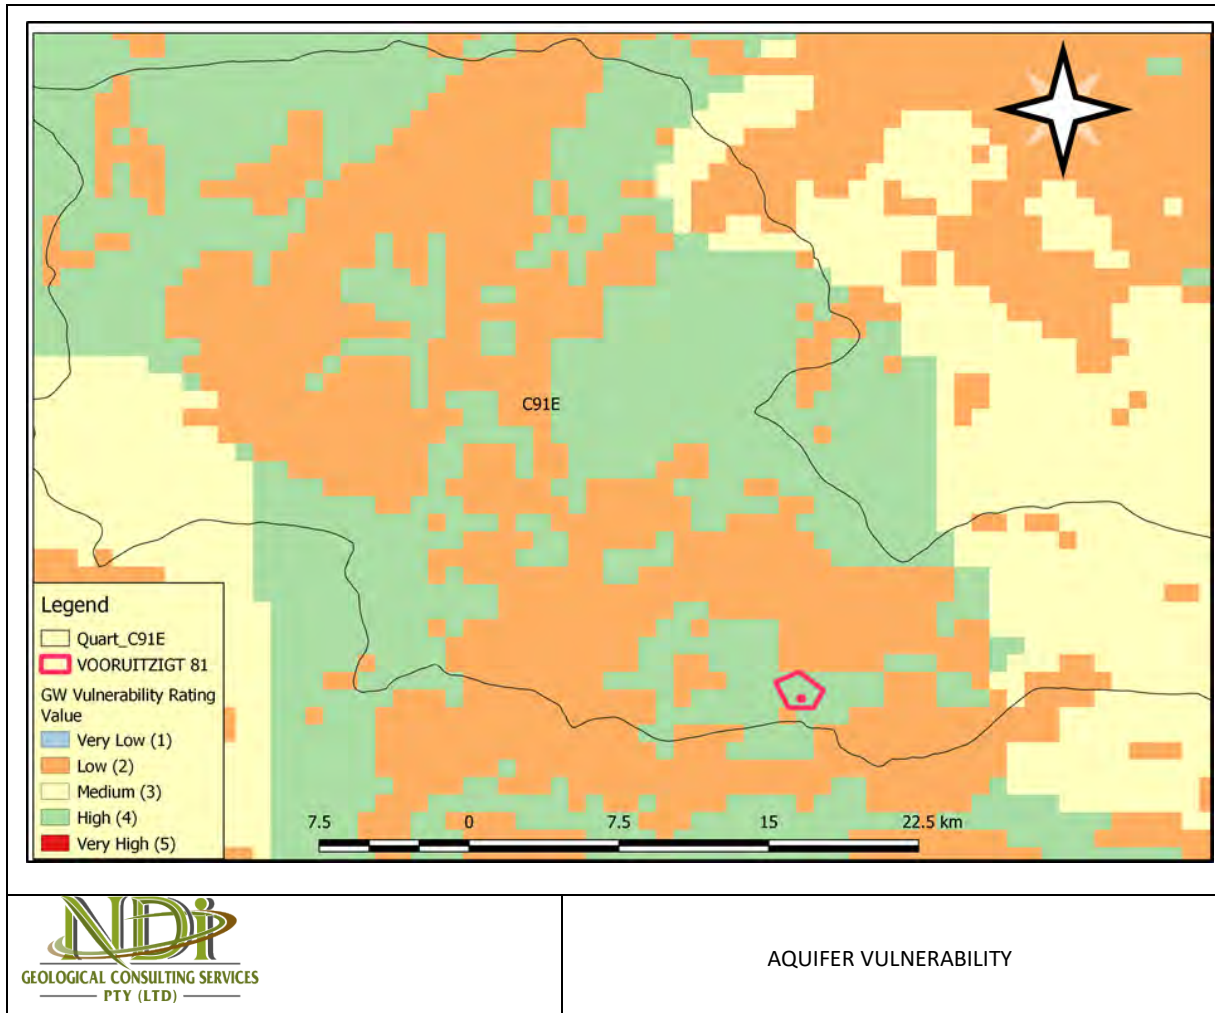 C91E
Legend
Quart_C91E
VOORUITZIGT 81
GW Vulnerability Rating
Value
Very Low (1)
Low (2)
Medium (3)
High (4)
Very High (5)
7.5 0 7.5 15 22.5 km
NDi
GEOLOGICAL CONSULTING SERVICES
PTY (LTD)
AQUIFER VULNERABILITY